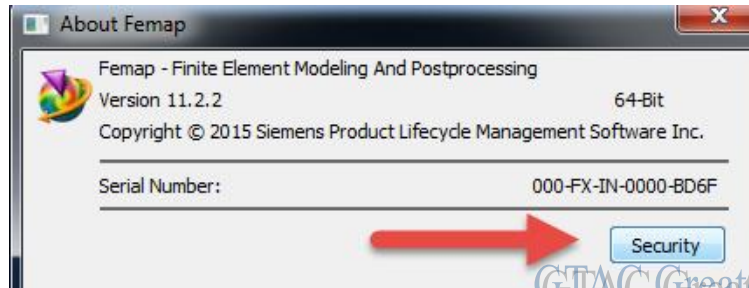 About Femap
Femap - Finite Element Modeling And Postprocessing
Version 11.2.2 64-Bit
Copyright © 2015 Siemens Product Lifecycle Management Software Inc.
Serial Number: 000-FX-IN-0000-BD6F
Security
GTAC